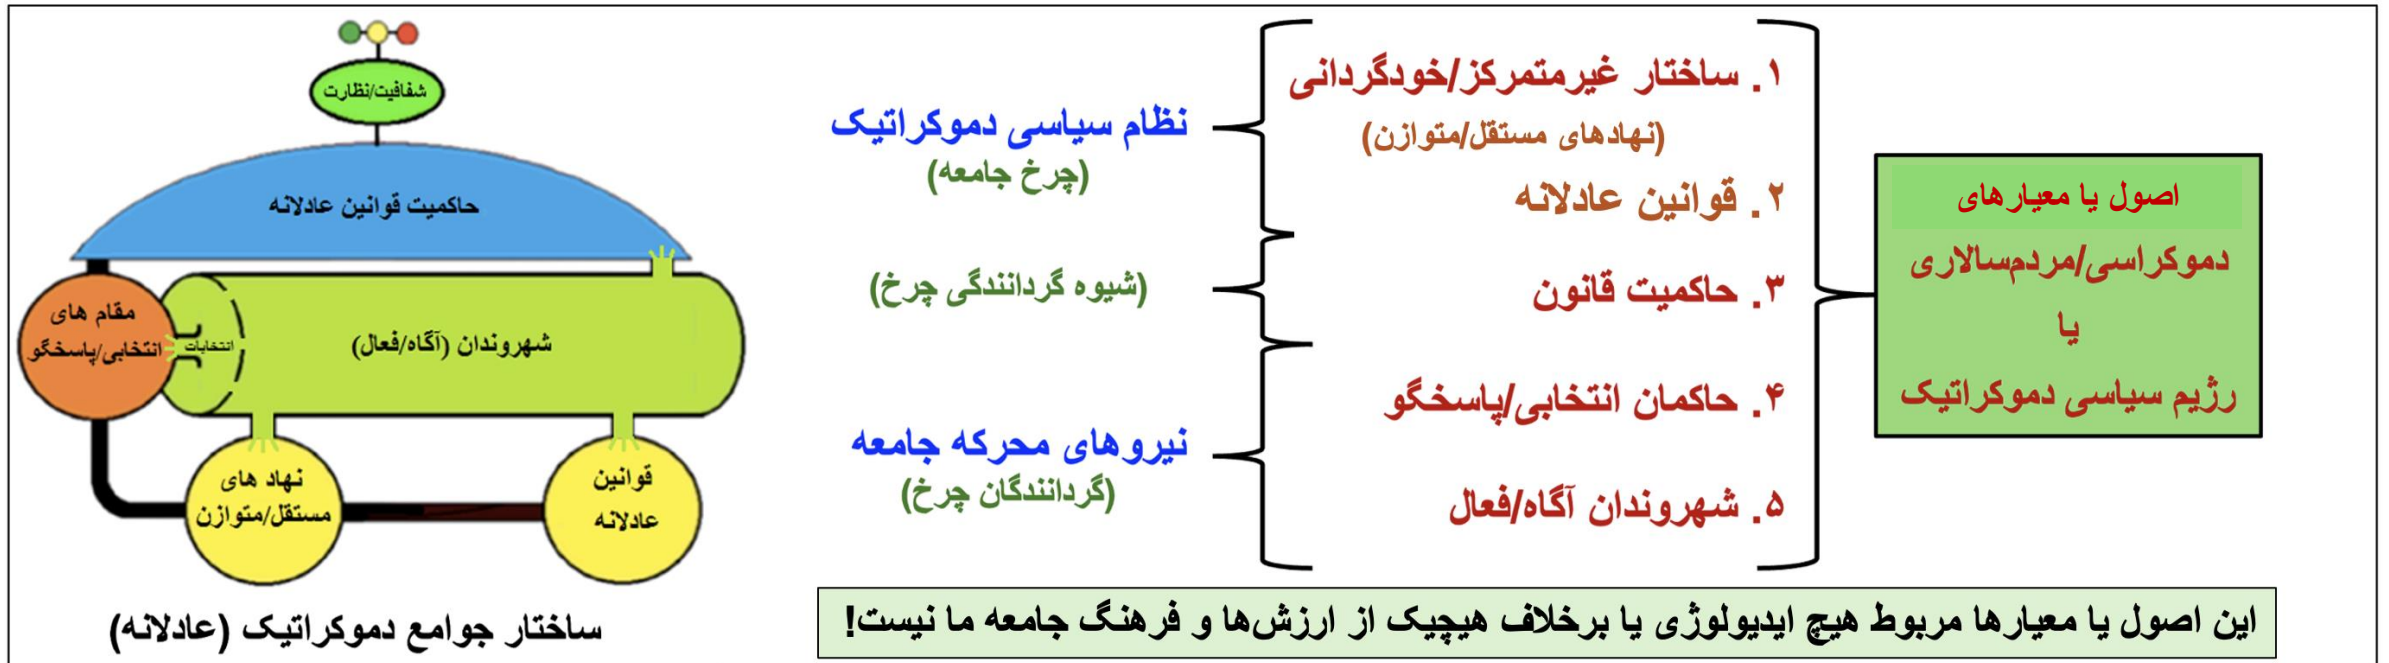 اصول یا معیارهای
دموکراسی/مردم‌سالاری
یا
رژیم سیاسی دموکراتیک
۱. ساختار غیرمتمرکز/خودگردانی
(نهادهای مستقل/متوازن)
۲. قوانین عادلانه
۳. حاکمیت قانون
۴. حاکمان انتخابی/پاسخگو
۵. شهروندان آگاه/فعال
نظام سیاسی دموکراتیک
(چرخ جامعه)
(شیوه گردانندگی چرخ)
نیروهای محرکه جامعه
(گردانندگان چرخ)
این اصول یا معیارها مربوط هیچ ایدیولوژی یا برخلاف هیچیک از ارزش‌ها و فرهنگ جامعه ما نیست!
شفافیت/نظارت
حاکمیت قوانین عادلانه
شهروندان (آگاه/فعال)
انتخابات
مقام های
انتخابی/پاسخگو
قوانین
عادلانه
نهاد های
مستقل/متوازن
ساختار جوامع دموکراتیک (عادلانه)